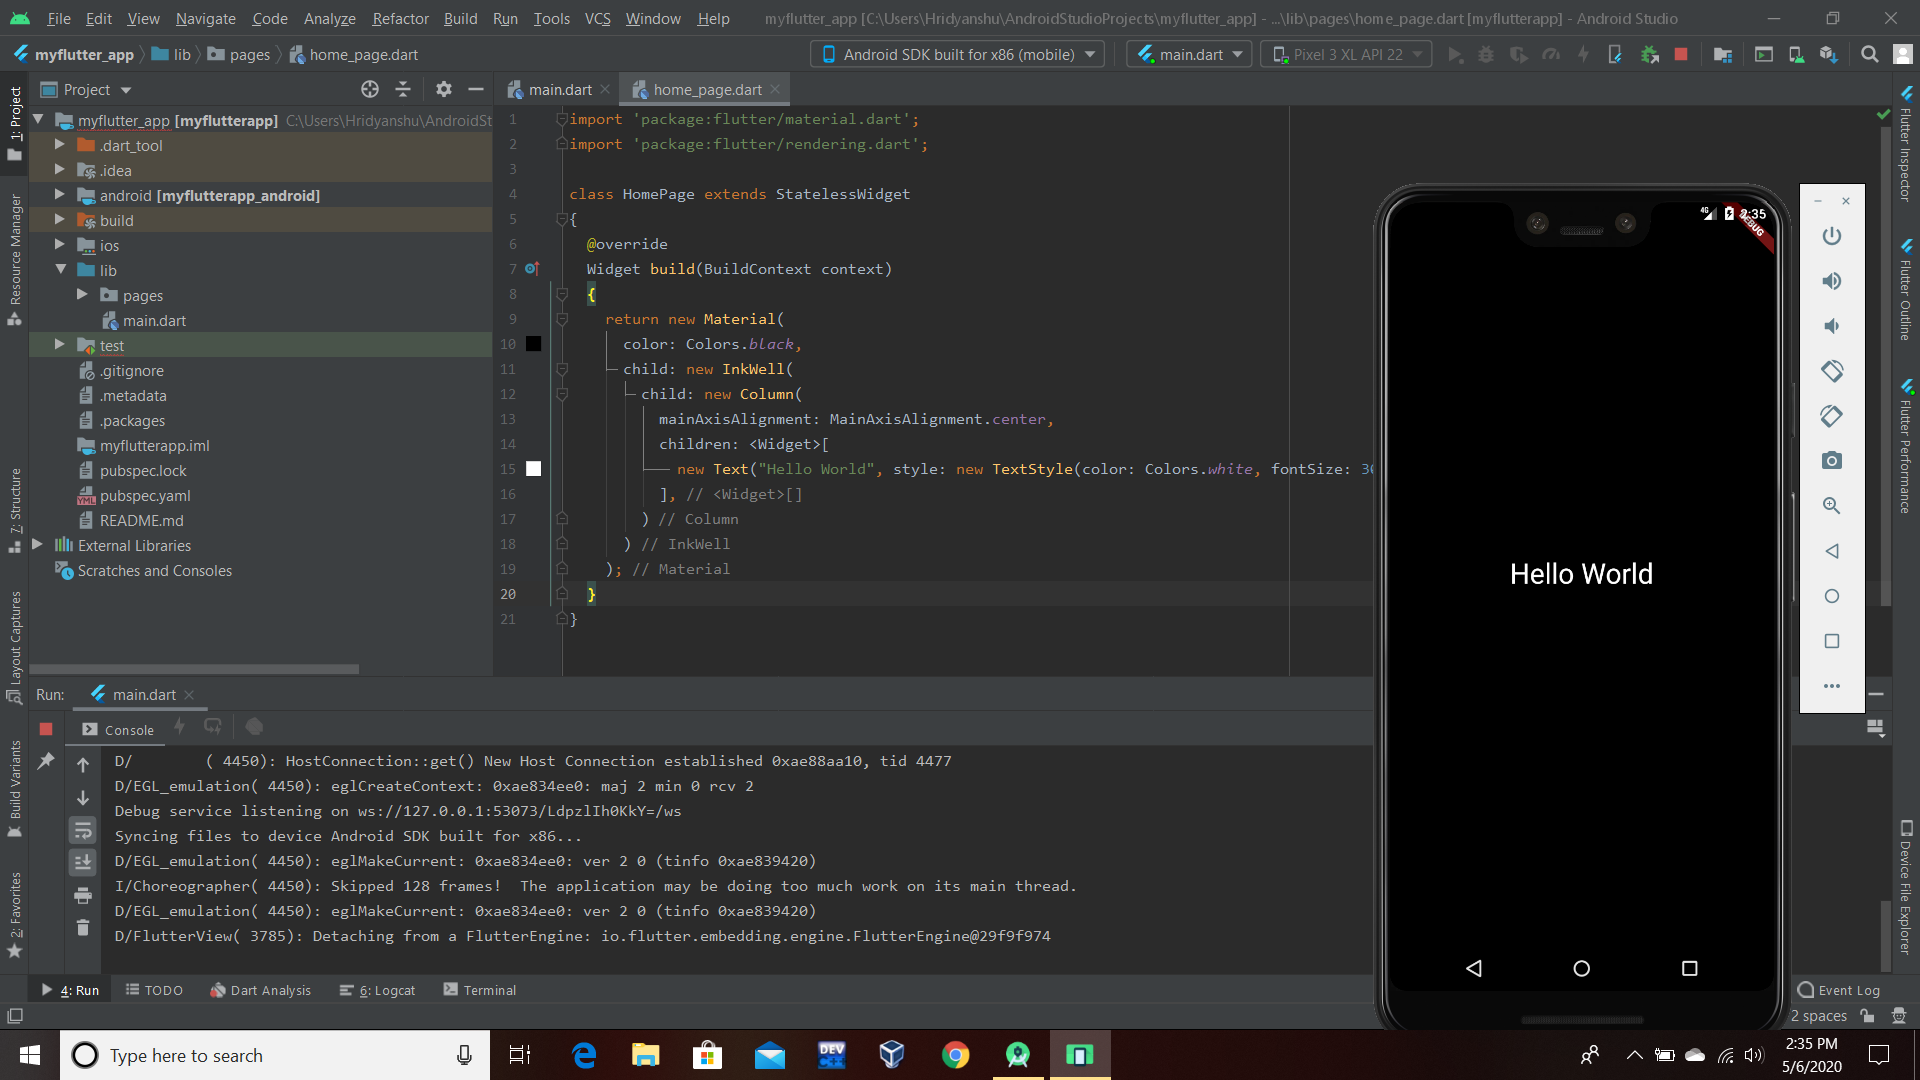 File Edit View Navigate Code Analyze Refactor Build Run Tools VCS Window Help myflutter_app [C:\Users\Hridyanshu\AndroidStudioProjects\myflutter_app] - ...\lib\pages\home_page.dart [myflutterapp] - Android Studio
myflutter_app lib pages home_page.dart Android SDK built for x86 (mobile) main.dart Pixel 3 XL API 22
Project main.dart home_page.dart
myflutter_app [myflutterapp] C:\Users\Hridyanshu\AndroidSt
.dart_tool
.idea
android [myflutterapp_android]
build
ios
lib
pages
main.dart
test
.gitignore
.metadata
.packages
myflutterapp.iml
pubspec.lock
pubspec.yaml
README.md
External Libraries
Scratches and Consoles
1: Project
Resource Manager
7: Structure
Layout Captures
Build Variants
2: Favorites
1 import 'package:flutter/material.dart';
2 import 'package:flutter/rendering.dart';
3
4 class HomePage extends StatelessWidget
5 {
6 @override
7 Widget build(BuildContext context)
8 {
9 return new Material(
10 color: Colors.black,
11 child: new InkWell(
12 child: new Column(
13 mainAxisAlignment: MainAxisAlignment.center,
14 children: <Widget>[
15 new Text("Hello World", style: new TextStyle(color: Colors.white, fontSize: 30
16 ], // <Widget>[]
17 ) // Column
18 ) // InkWell
19 ); // Material
20 }
21 }
4G 2:35
DEBUG
Hello World
Flutter Inspector
Flutter Outline
Flutter Performance
Device File Explorer
Run: main.dart
Console
D/ ( 4450): HostConnection::get() New Host Connection established 0xae88aa10, tid 4477
D/EGL_emulation( 4450): eglCreateContext: 0xae834ee0: maj 2 min 0 rcv 2
Debug service listening on ws://127.0.0.1:53073/LdpzlIh0KkY=/ws
Syncing files to device Android SDK built for x86...
D/EGL_emulation( 4450): eglMakeCurrent: 0xae834ee0: ver 2 0 (tinfo 0xae839420)
I/Choreographer( 4450): Skipped 128 frames!  The application may be doing too much work on its main thread.
D/EGL_emulation( 4450): eglMakeCurrent: 0xae834ee0: ver 2 0 (tinfo 0xae839420)
D/FlutterView( 3785): Detaching from a FlutterEngine: io.flutter.embedding.engine.FlutterEngine@29f9f974
4: Run TODO Dart Analysis 6: Logcat Terminal Event Log
2 spaces
Type here to search DEV C++ 2:35 PM
5/6/2020